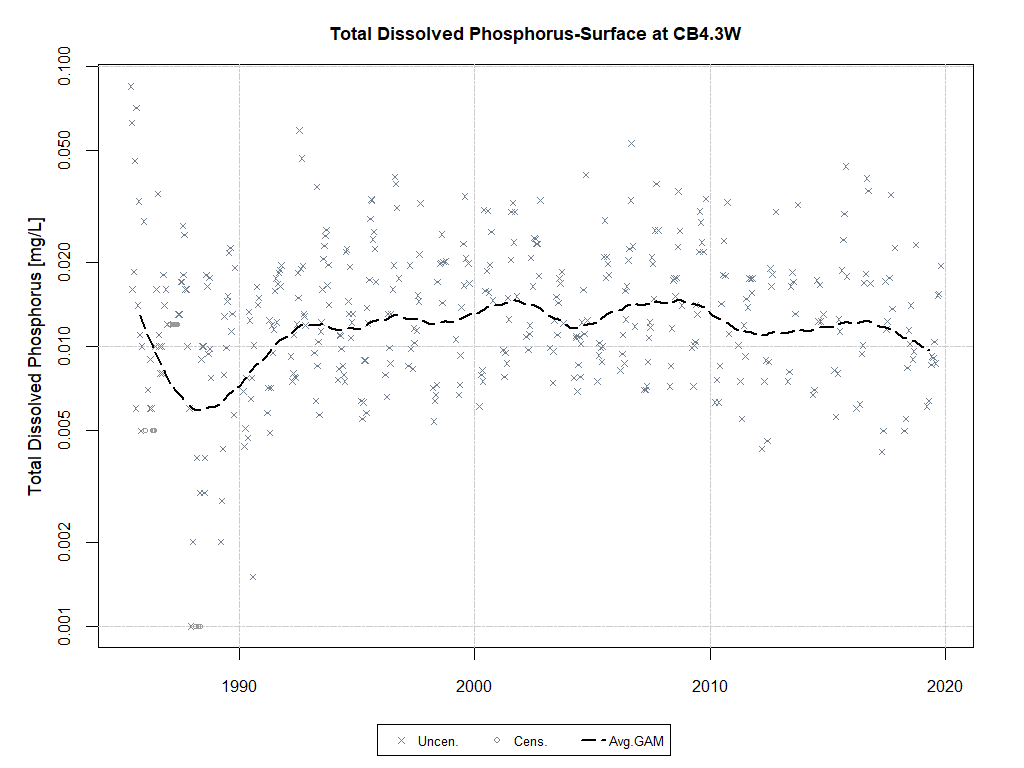 Total Dissolved Phosphorus-Surface at CB4.3W
Total Dissolved Phosphorus [mg/L]
0.100
0.050
0.020
0.01
0.005
0.002
0.001
1990 2000 2010 2020
Uncen. Cens. Avg.GAM